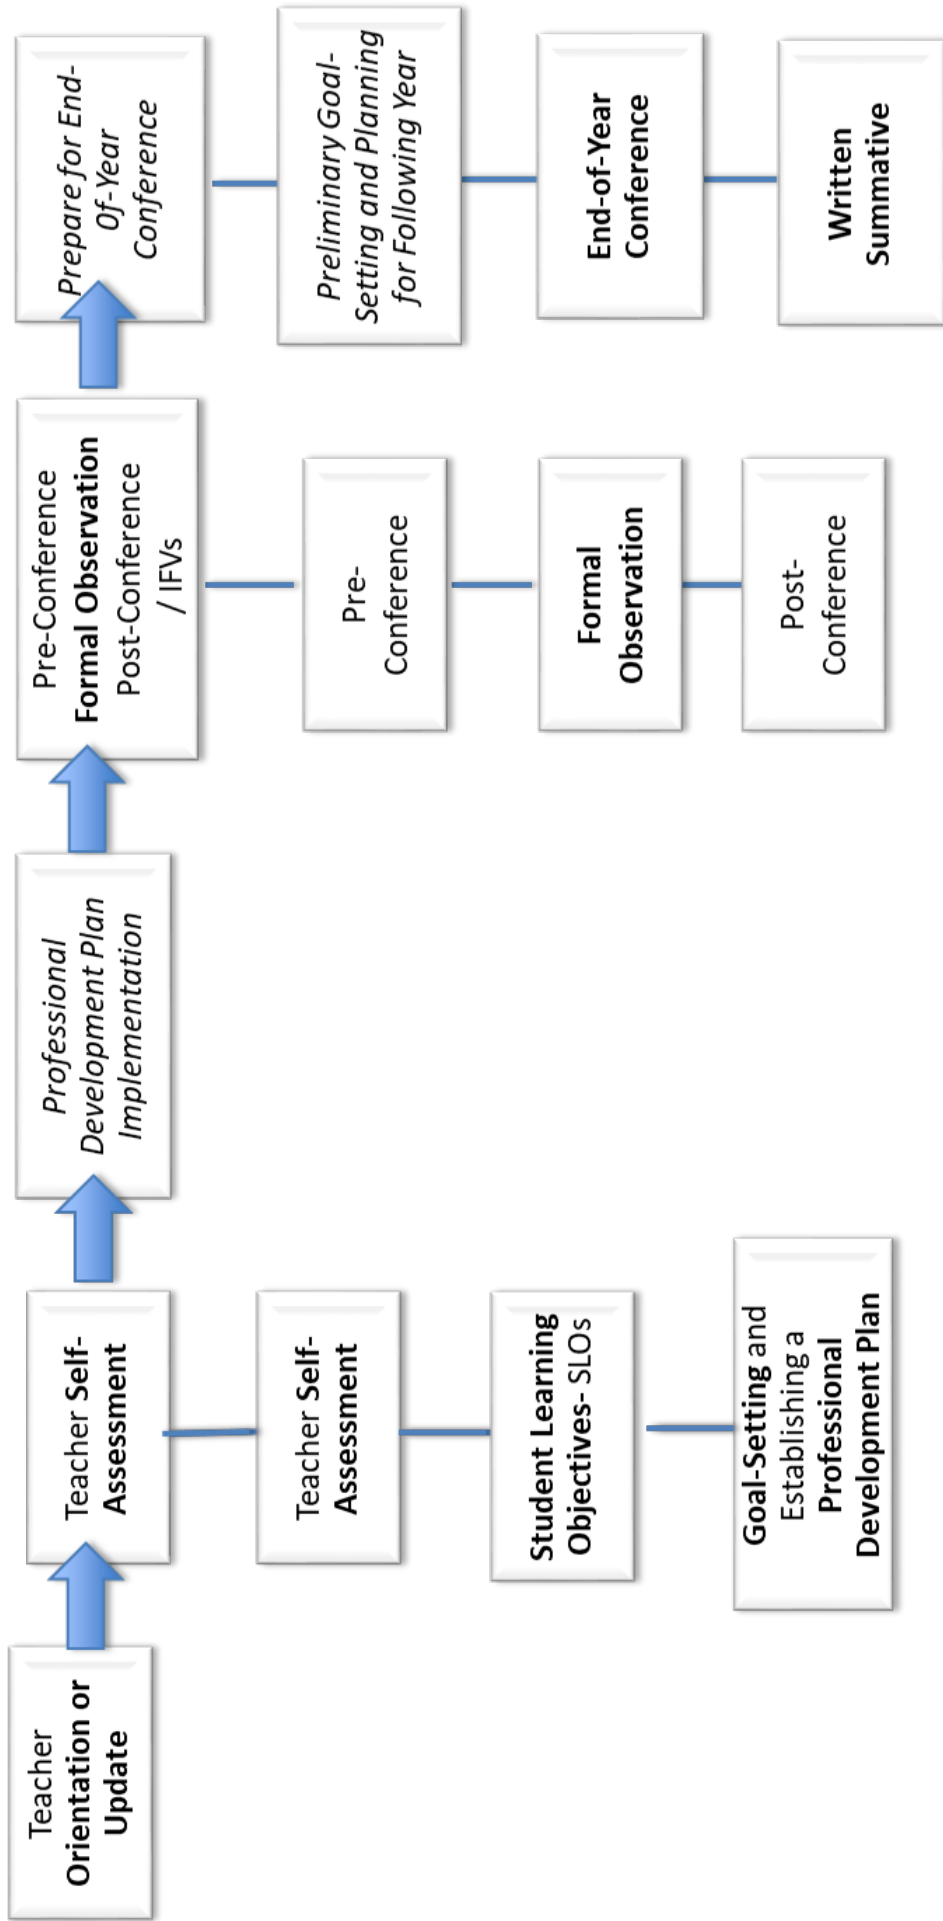 Teacher
Orientation or
Update
Teacher Self-
Assessment
Teacher Self-
Assessment
Student Learning
Objectives- SLOs
Goal-Setting and
Establishing a
Professional
Development Plan
Professional
Development Plan
Implementation
Pre-Conference
Formal Observation
Post-Conference
/ IFVs
Pre-
Conference
Formal
Observation
Post-
Conference
Prepare for End-
Of-Year
Conference
Preliminary Goal-
Setting and Planning
for Following Year
End-of-Year
Conference
Written
Summative